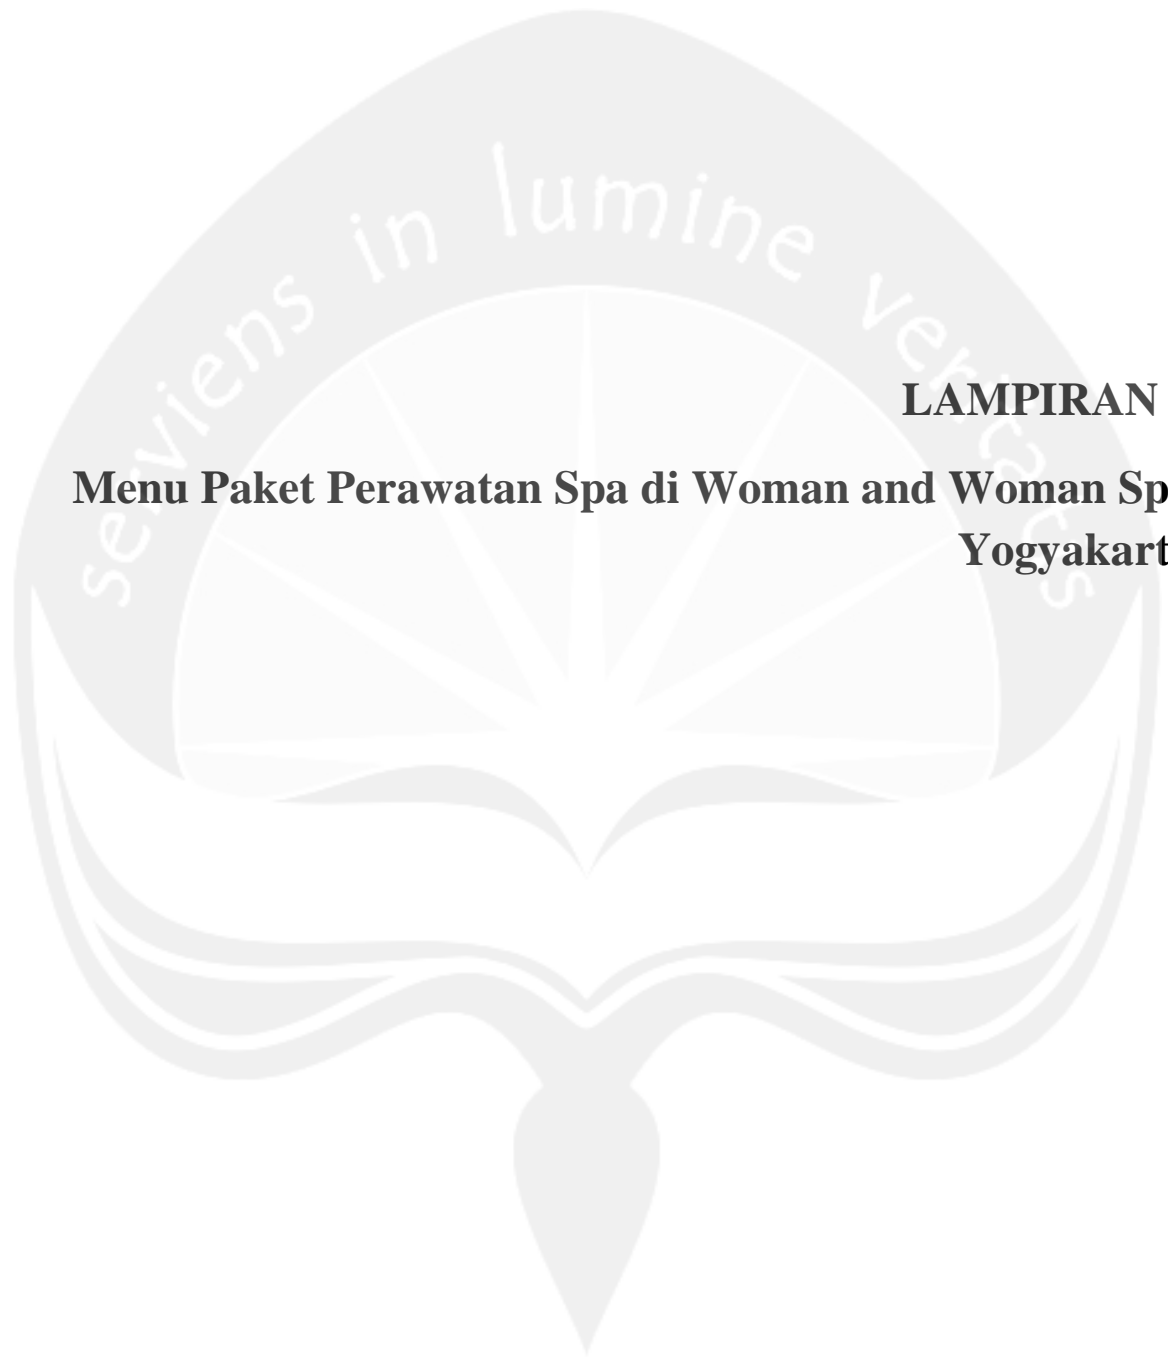 serviens in lumine veritatis
LAMPIRAN
Menu Paket Perawatan Spa di Woman and Woman Sp
Yogyakart